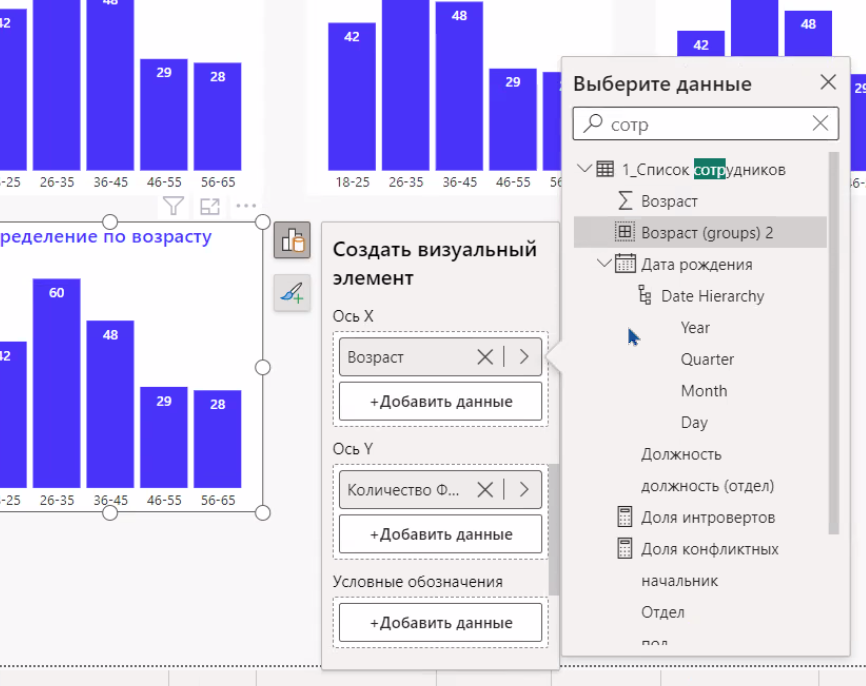 42
48
29
28
-25 26-35 36-45 46-55 56-65
42
48
29
18-25 26-35 36-45 46-55
42
48
29
ределение по возрасту
42
60
48
29
28
-25 26-35 36-45 46-55 56-65
Создать визуальный
элемент
Ось X
Возраст
+Добавить данные
Ось Y
Количество Ф...
+Добавить данные
Условные обозначения
+Добавить данные
Выберите данные
сотр
1_Список сотрудников
Возраст
Возраст (groups) 2
Дата рождения
Date Hierarchy
Year
Quarter
Month
Day
Должность
должность (отдел)
Доля интровертов
Доля конфликтных
начальник
Отдел
пол